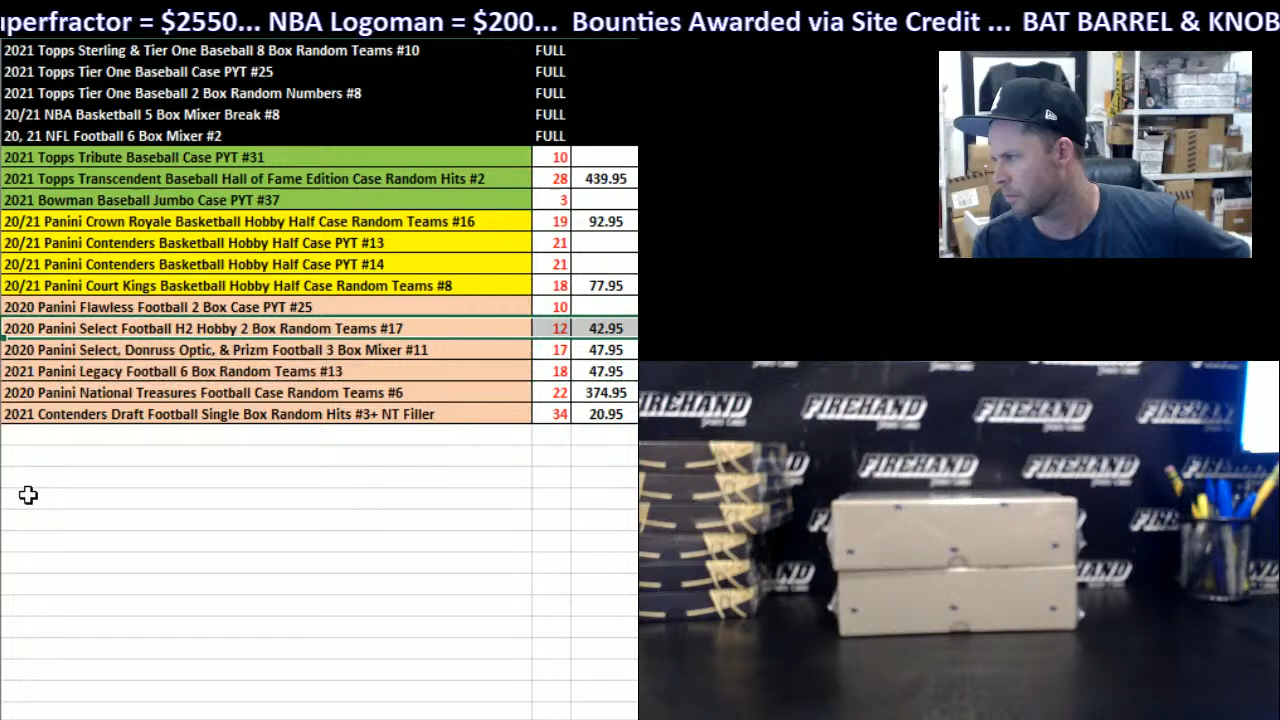 uperfractor = $2550... NBA Logoman = $200... Bounties Awarded via Site Credit ... BAT BARREL & KNOB
2021 Topps Sterling & Tier One Baseball 8 Box Random Teams #10 FULL
2021 Topps Tier One Baseball Case PYT #25 FULL
2021 Topps Tier One Baseball 2 Box Random Numbers #8 FULL
20/21 NBA Basketball 5 Box Mixer Break #8 FULL
20, 21 NFL Football 6 Box Mixer #2 FULL
2021 Topps Tribute Baseball Case PYT #31 10
2021 Topps Transcendent Baseball Hall of Fame Edition Case Random Hits #2 28 439.95
2021 Bowman Baseball Jumbo Case PYT #37 3
20/21 Panini Crown Royale Basketball Hobby Half Case Random Teams #16 19 92.95
20/21 Panini Contenders Basketball Hobby Half Case PYT #13 21
20/21 Panini Contenders Basketball Hobby Half Case PYT #14 21
20/21 Panini Court Kings Basketball Hobby Half Case Random Teams #8 18 77.95
2020 Panini Flawless Football 2 Box Case PYT #25 10
2020 Panini Select Football H2 Hobby 2 Box Random Teams #17 12 42.95
2020 Panini Select, Donruss Optic, & Prizm Football 3 Box Mixer #11 17 47.95
2021 Panini Legacy Football 6 Box Random Teams #13 18 47.95
2020 Panini National Treasures Football Case Random Teams #6 22 374.95
2021 Contenders Draft Football Single Box Random Hits #3+ NT Filler 34 20.95
FIREHAND FIREHAND FIREHAND FIREHAND
FIREHAND FIREHAND FIREHAND